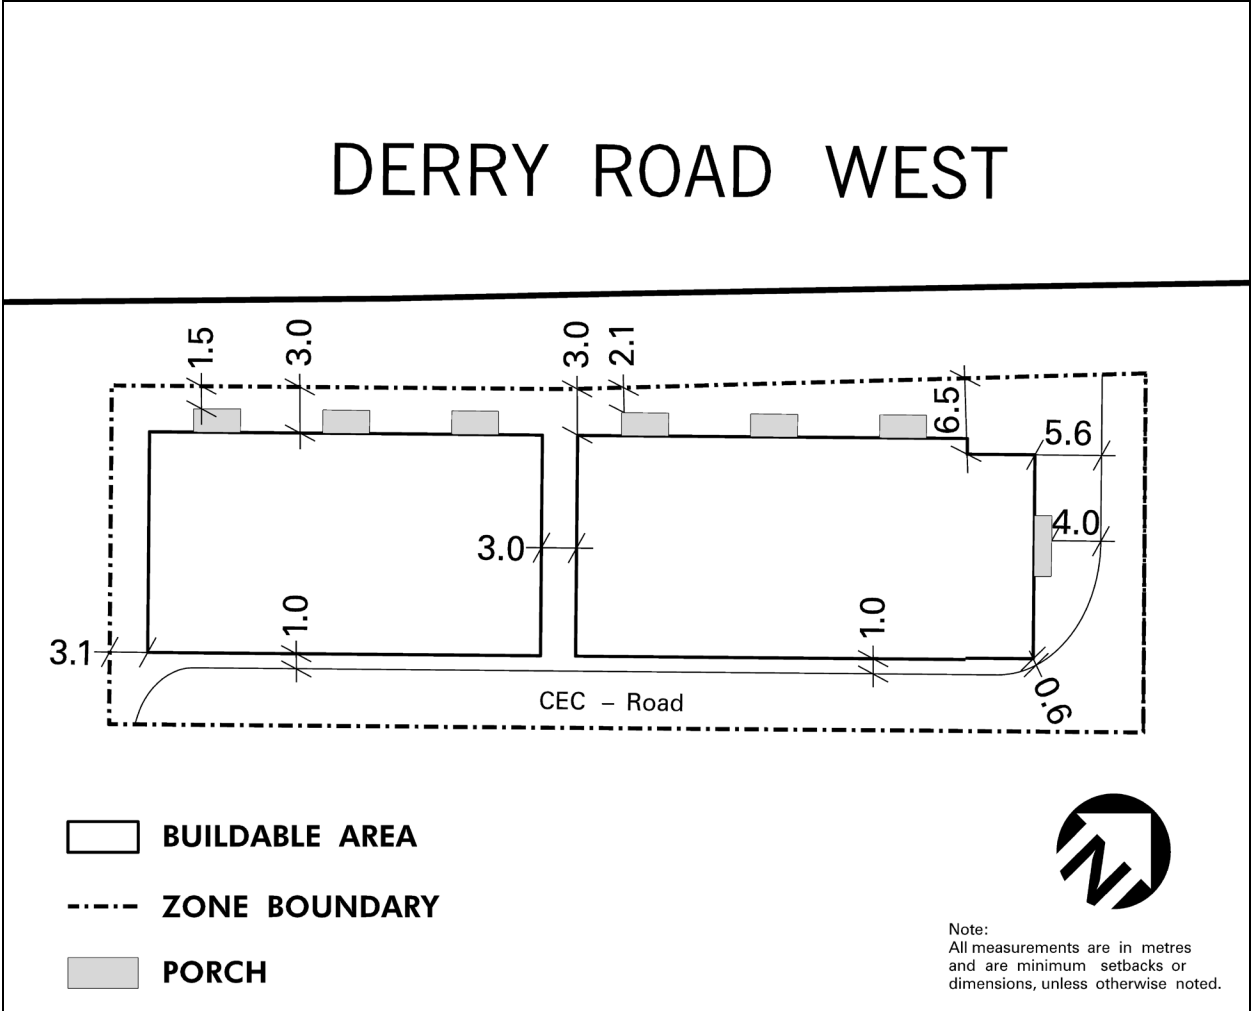 DERRY ROAD WEST
1.5
3.0
3.0
2.1
6.5
5.6
4.0
3.0
1.0
1.0
3.1
0.6
CEC – Road
BUILDABLE AREA
ZONE BOUNDARY
PORCH
N
Note:
All measurements are in metres
and are minimum setbacks or
dimensions, unless otherwise noted.